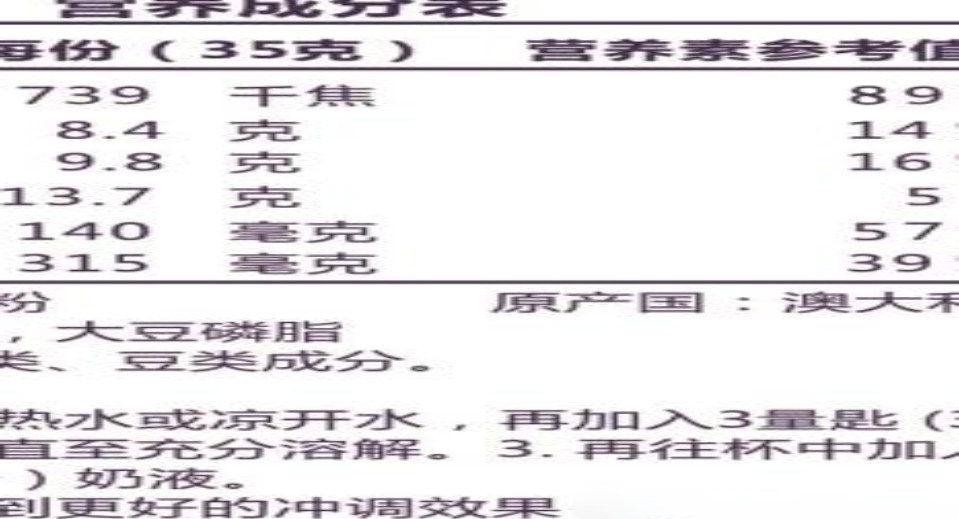 营养成分表
每份（35克） 营养素参考值
739 千焦 89
8.4 克 14
9.8 克 16
13.7 克 5
140 毫克 57
315 毫克 39
粉 原产国：澳大利
，大豆磷脂
类、豆类成分。
热水或凉开水，再加入3量匙（3
直至充分溶解。3.再往杯中加入
）奶液。
到更好的冲调效果